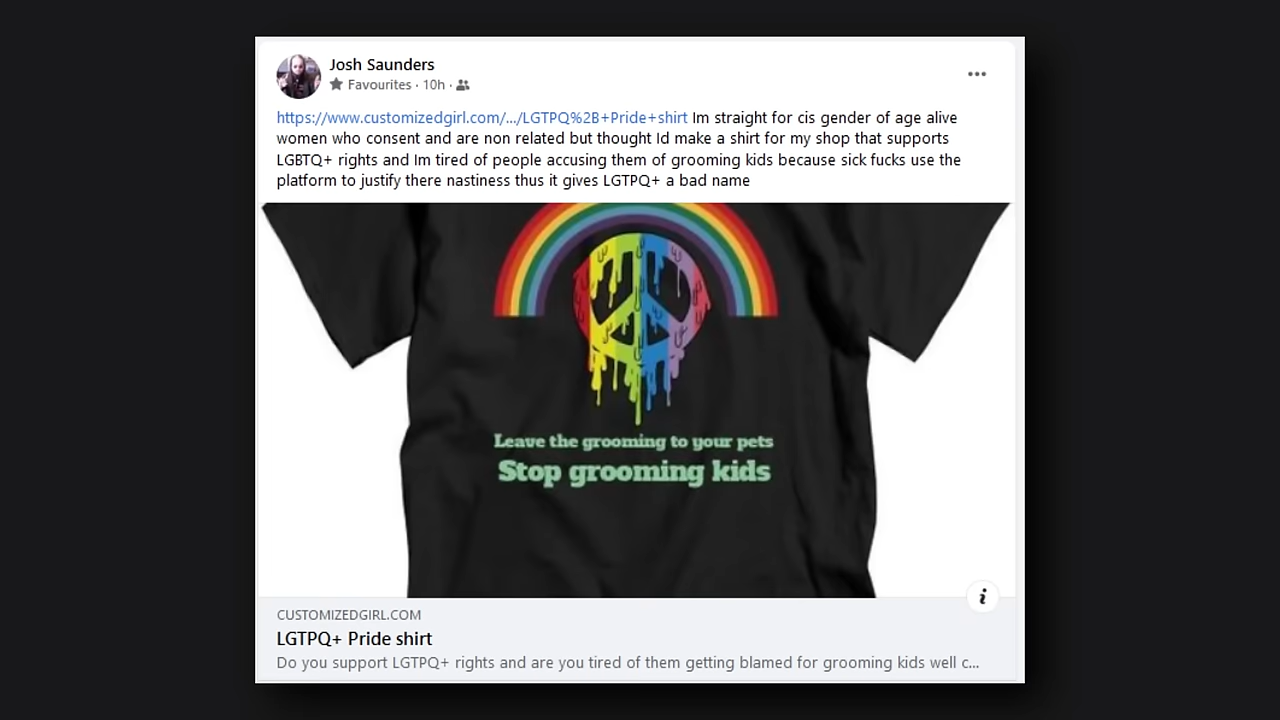 Josh Saunders
Favourites · 10h ·
https://www.customizedgirl.com/.../LGTPQ%2B+Pride+shirt Im straight for cis gender of age alive
women who consent and are non related but thought Id make a shirt for my shop that supports
LGBTQ+ rights and Im tired of people accusing them of grooming kids because sick fucks use the
platform to justify there nastiness thus it gives LGTPQ+ a bad name
Leave the grooming to your pets
Stop grooming kids
CUSTOMIZEDGIRL.COM
LGTPQ+ Pride shirt
Do you support LGTPQ+ rights and are you tired of them getting blamed for grooming kids well c...